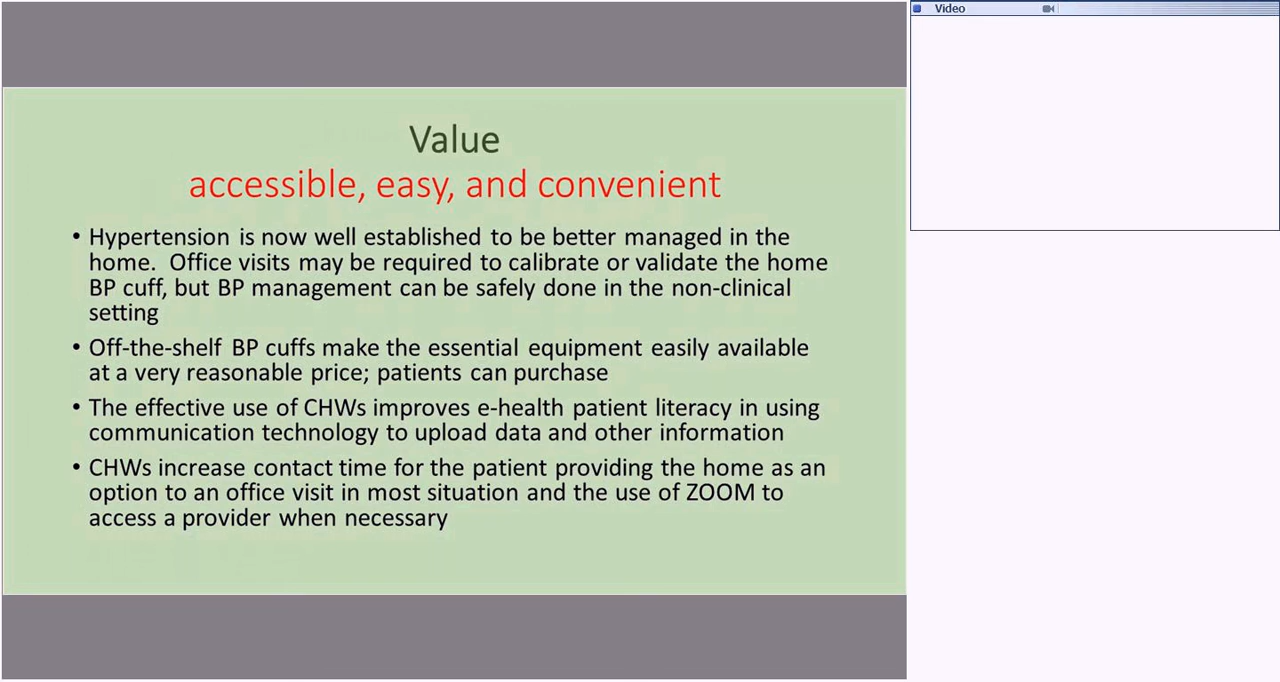 Video
Value
accessible, easy, and convenient
• Hypertension is now well established to be better managed in the
home.  Office visits may be required to calibrate or validate the home
BP cuff, but BP management can be safely done in the non-clinical
setting
• Off-the-shelf BP cuffs make the essential equipment easily available
at a very reasonable price; patients can purchase
• The effective use of CHWs improves e-health patient literacy in using
communication technology to upload data and other information
• CHWs increase contact time for the patient providing the home as an
option to an office visit in most situation and the use of ZOOM to
access a provider when necessary